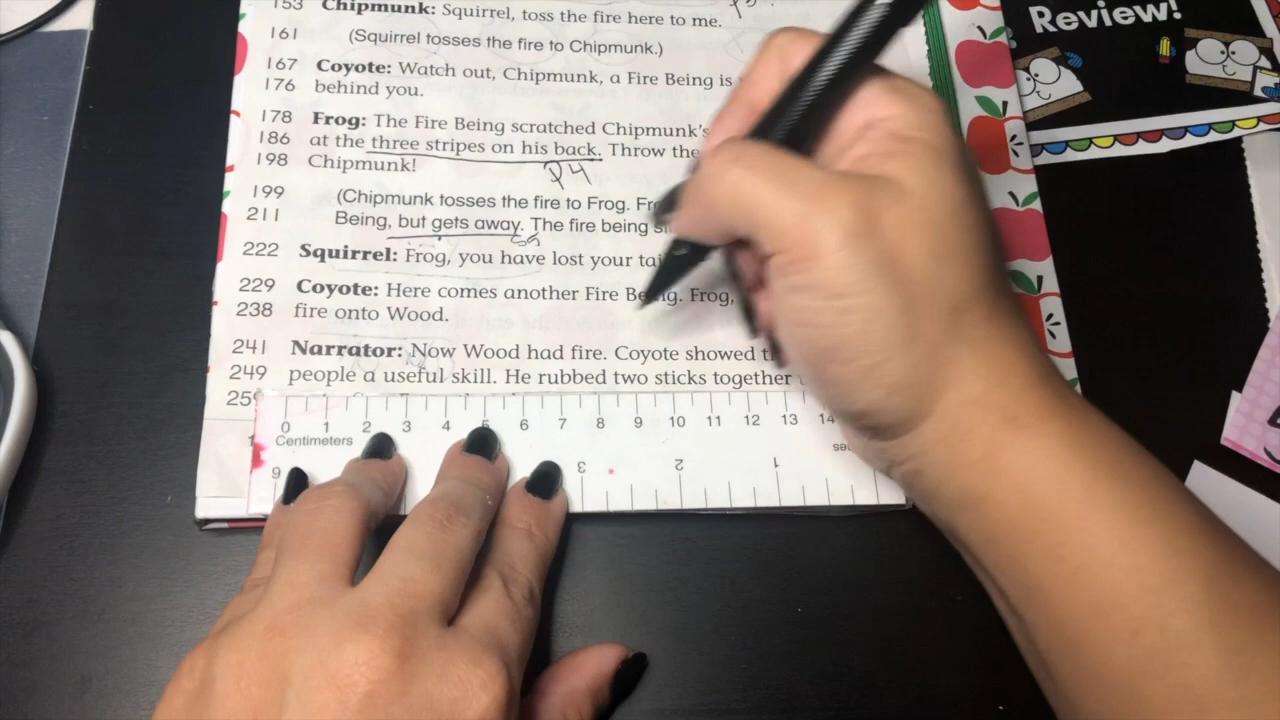 153 Chipmunk: Squirrel, toss the fire here to me.
161 (Squirrel tosses the fire to Chipmunk.)
167 Coyote: Watch out, Chipmunk, a Fire Being is
176 behind you.
178 Frog: The Fire Being scratched Chipmunk's
186 at the three stripes on his back. Throw the
198 Chipmunk!
P4
199 (Chipmunk tosses the fire to Frog.
211 Being, but gets away. The fire being
222 Squirrel: Frog, you have lost your
229 Coyote: Here comes another Fire Being. Frog,
238 fire onto Wood.
241 Narrator: Now Wood had fire. Coyote showed
249 people a useful skill. He rubbed two sticks together
0 1 2 3 4 5 6 7 8 9 10 11 12 13 14
Centimeters
6 3 2 1
Review!